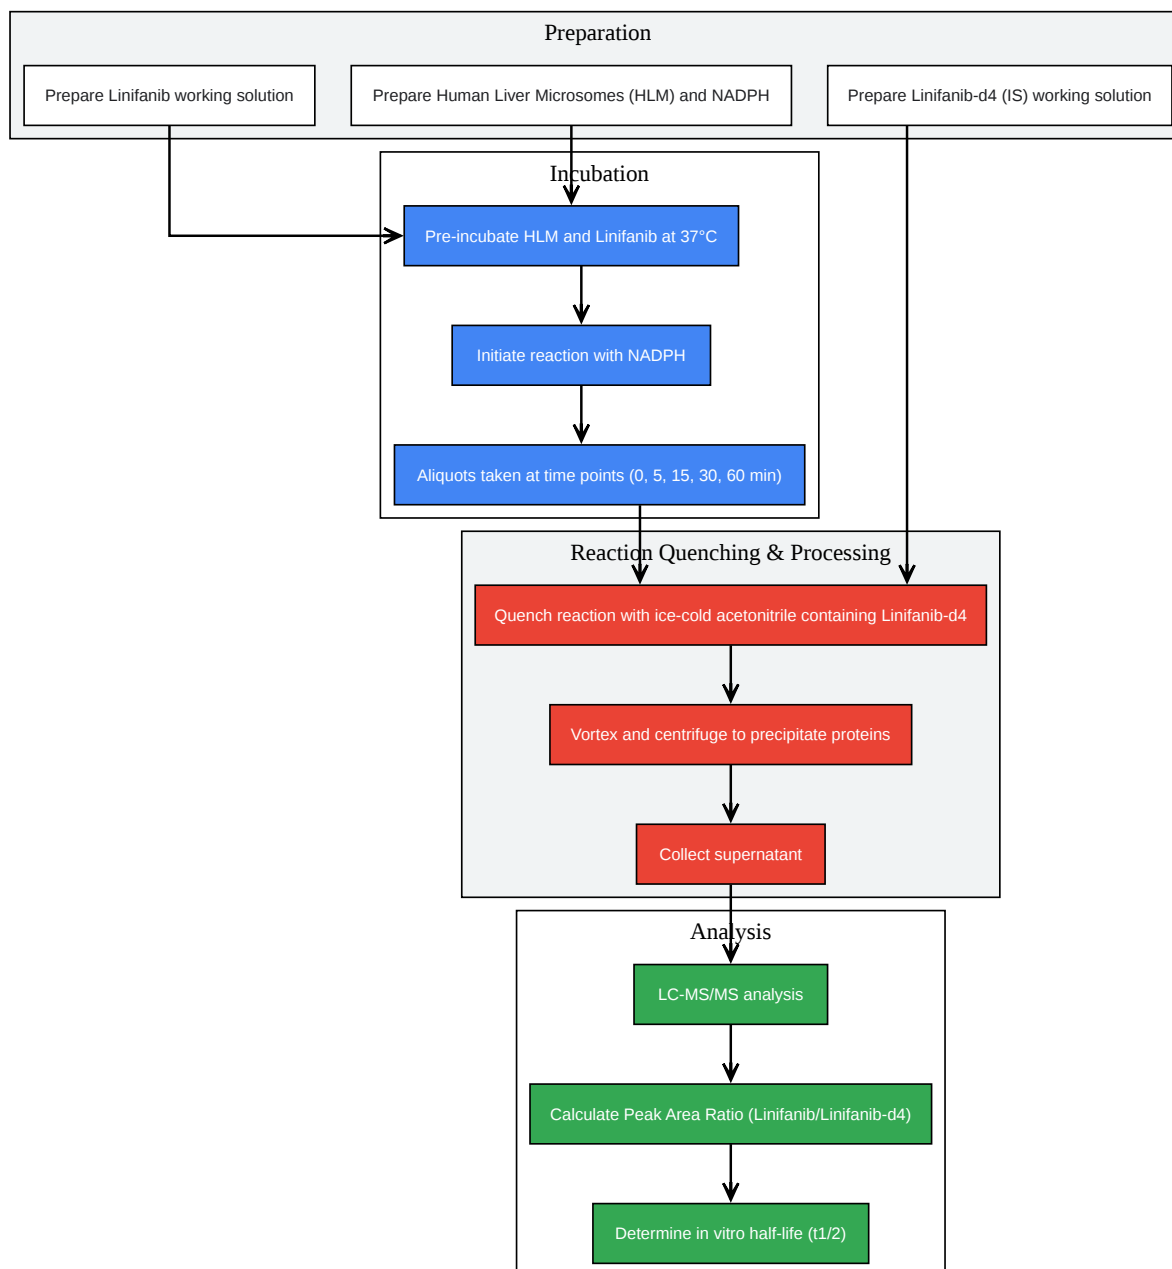 Preparation
Prepare Linifanib working solution
Prepare Human Liver Microsomes (HLM) and NADPH
Prepare Linifanib-d4 (IS) working solution
Incubation
Pre-incubate HLM and Linifanib at 37°C
Initiate reaction with NADPH
Aliquots taken at time points (0, 5, 15, 30, 60 min)
Reaction Quenching & Processing
Quench reaction with ice-cold acetonitrile containing Linifanib-d4
Vortex and centrifuge to precipitate proteins
Collect supernatant
Analysis
LC-MS/MS analysis
Calculate Peak Area Ratio (Linifanib/Linifanib-d4)
Determine in vitro half-life (t1/2)